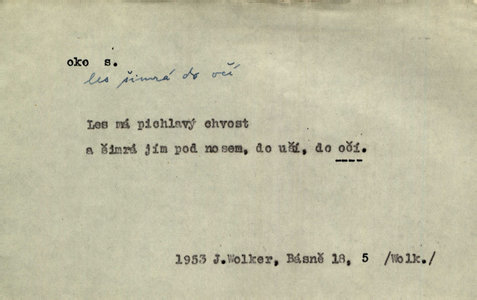 oko s.
les šimrá do očí
Les má pichlavý chvost
a šimrá jím pod nosem, do uší, do očí.
1953 J.Wolker, Básně 18, 5 /Wolk./